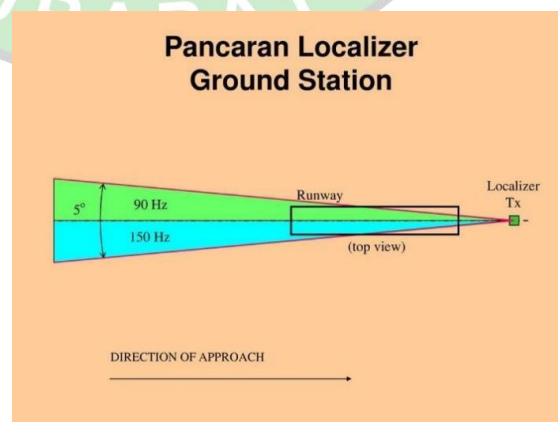 Pancaran Localizer
Ground Station
Localizer
Tx
Runway
5°
90 Hz
150 Hz
(top view)
DIRECTION OF APPROACH